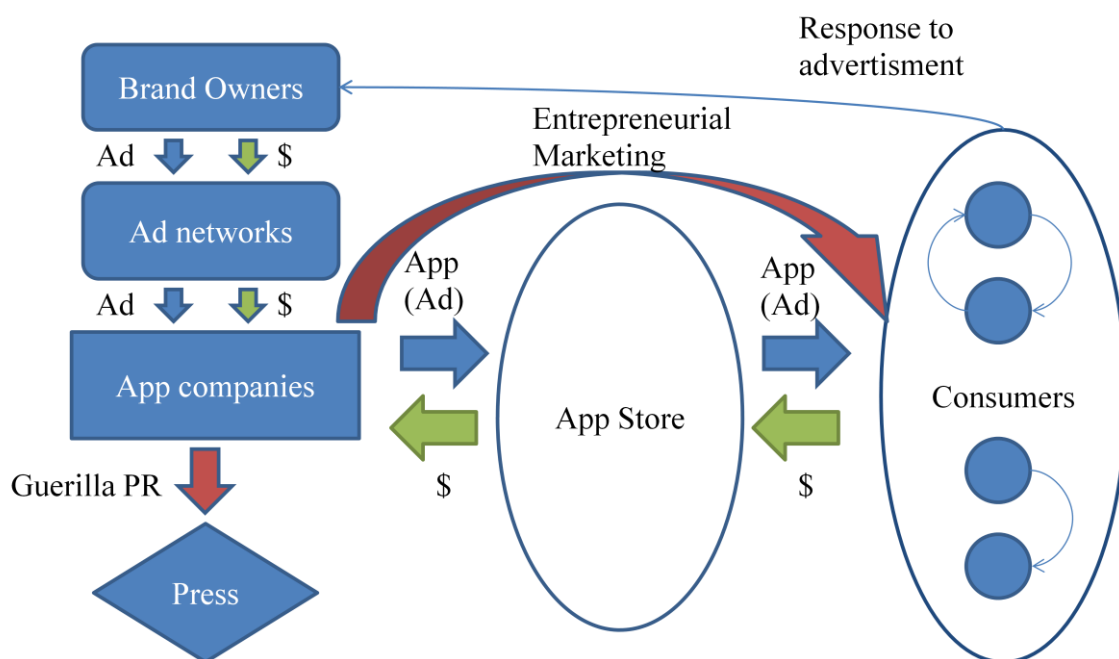 Response to
advertisment
Brand Owners
Entrepreneurial
Marketing
Ad
$
Ad networks
App
(Ad)
App
(Ad)
Ad
$
App companies
Consumers
App Store
Guerilla PR
$
$
Press